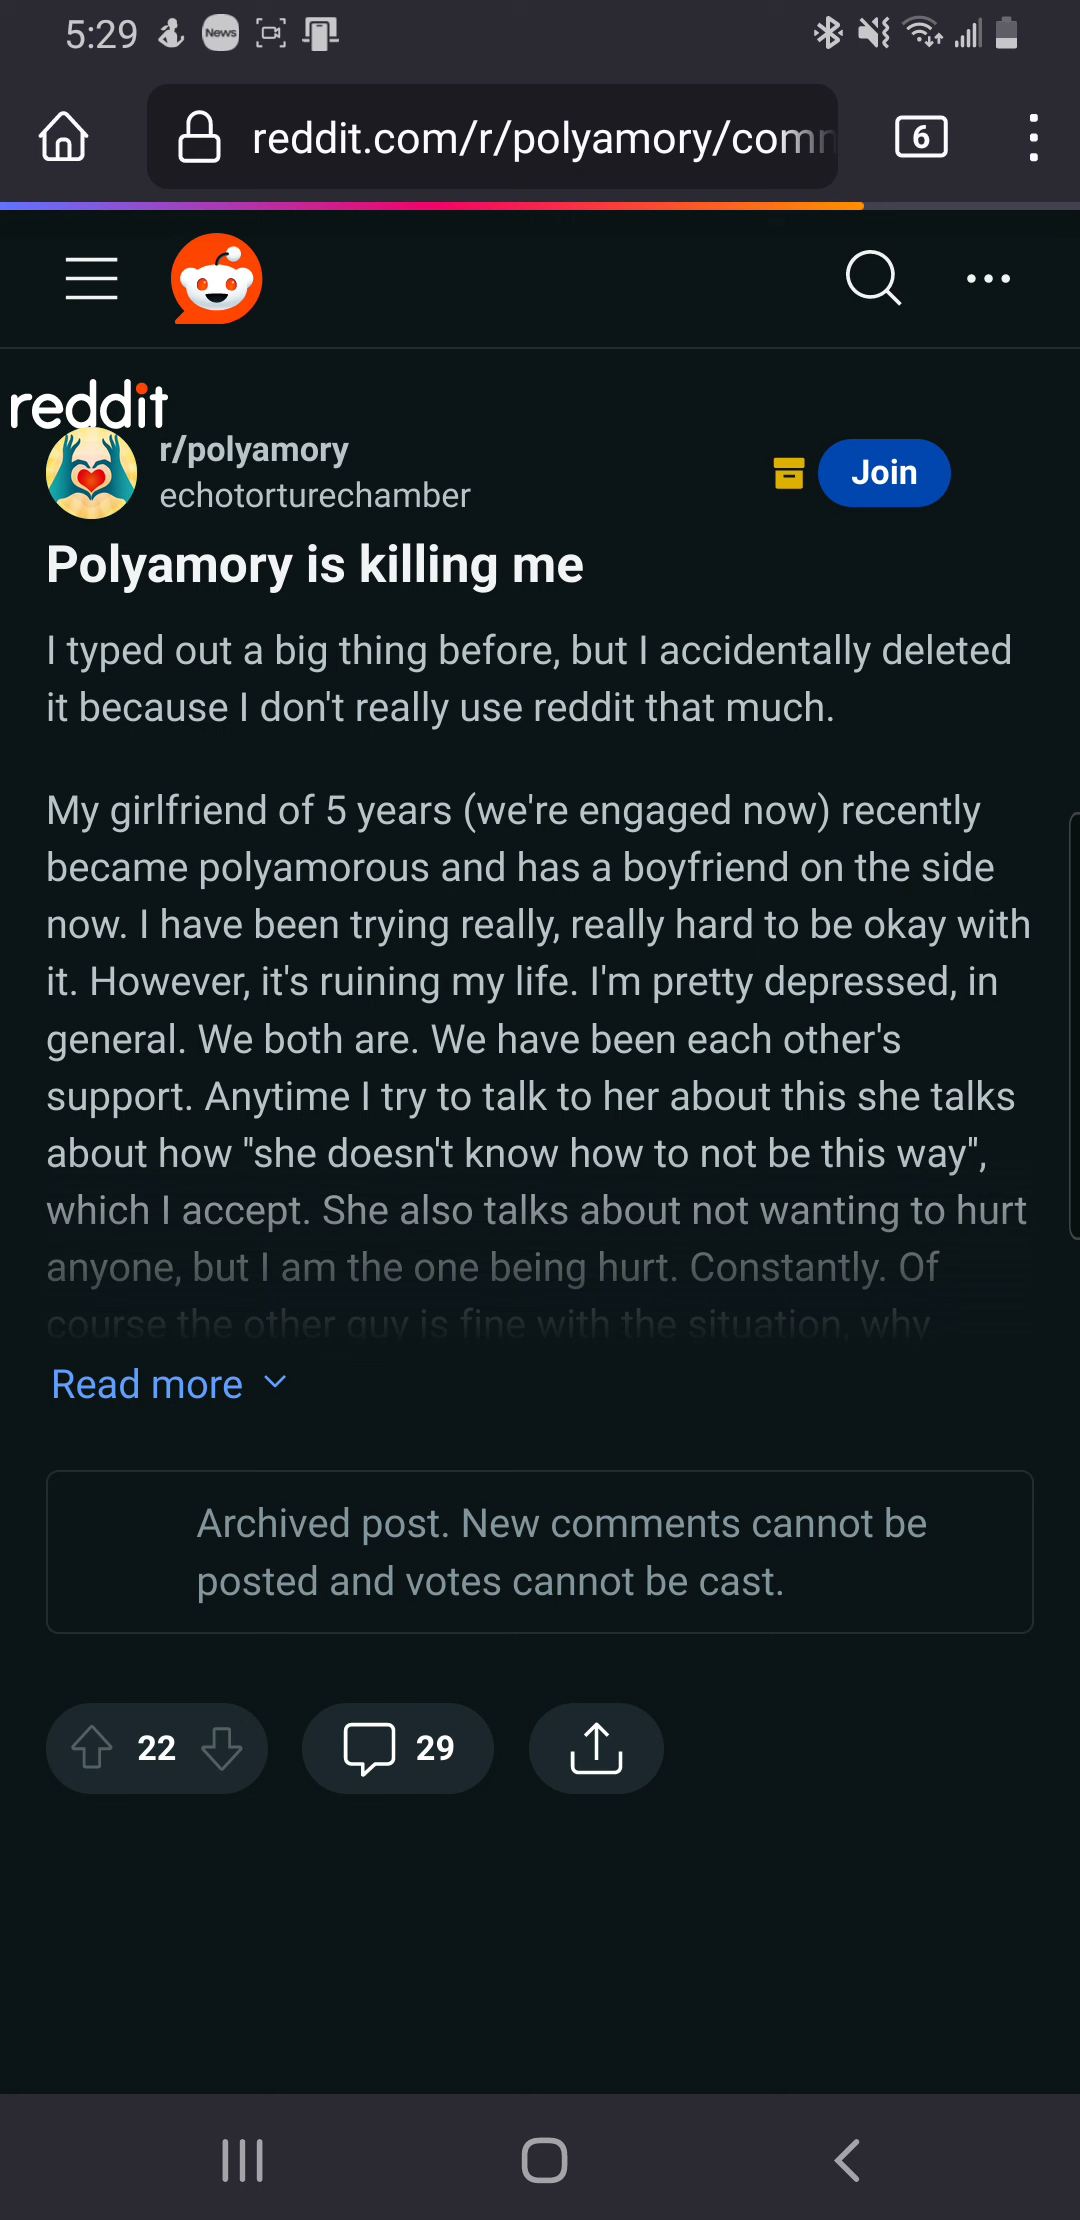 5:29
News
reddit.com/r/polyamory/comm
6
reddit
r/polyamory
echotorturechamber
Join
Polyamory is killing me
I typed out a big thing before, but I accidentally deleted
it because I don't really use reddit that much.
My girlfriend of 5 years (we're engaged now) recently
became polyamorous and has a boyfriend on the side
now. I have been trying really, really hard to be okay with
it. However, it's ruining my life. I'm pretty depressed, in
general. We both are. We have been each other's
support. Anytime I try to talk to her about this she talks
about how "she doesn't know how to not be this way",
which I accept. She also talks about not wanting to hurt
anyone, but I am the one being hurt. Constantly. Of
course the other guy is fine with the situation, why
Read more
Archived post. New comments cannot be
posted and votes cannot be cast.
22
29